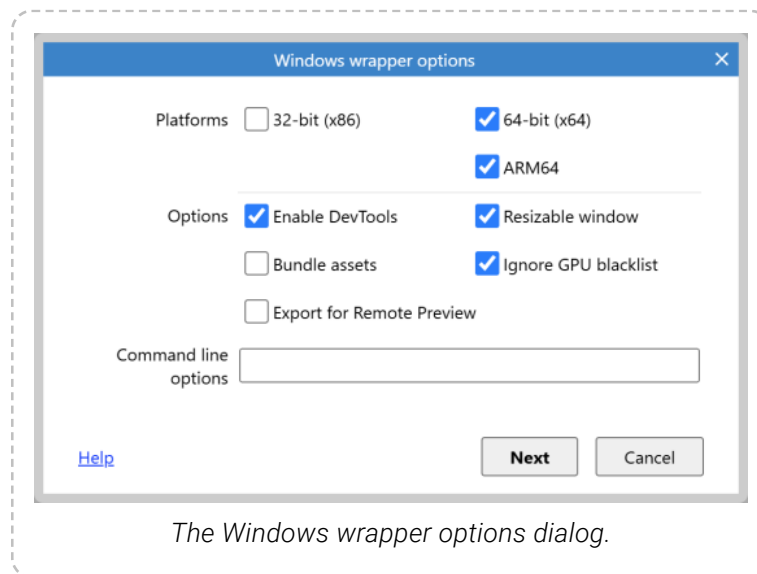 Windows wrapper options
Platforms 32-bit (x86) 64-bit (x64)
ARM64
Options Enable DevTools Resizable window
Bundle assets Ignore GPU blacklist
Export for Remote Preview
Command line
options
Help Next Cancel
The Windows wrapper options dialog.